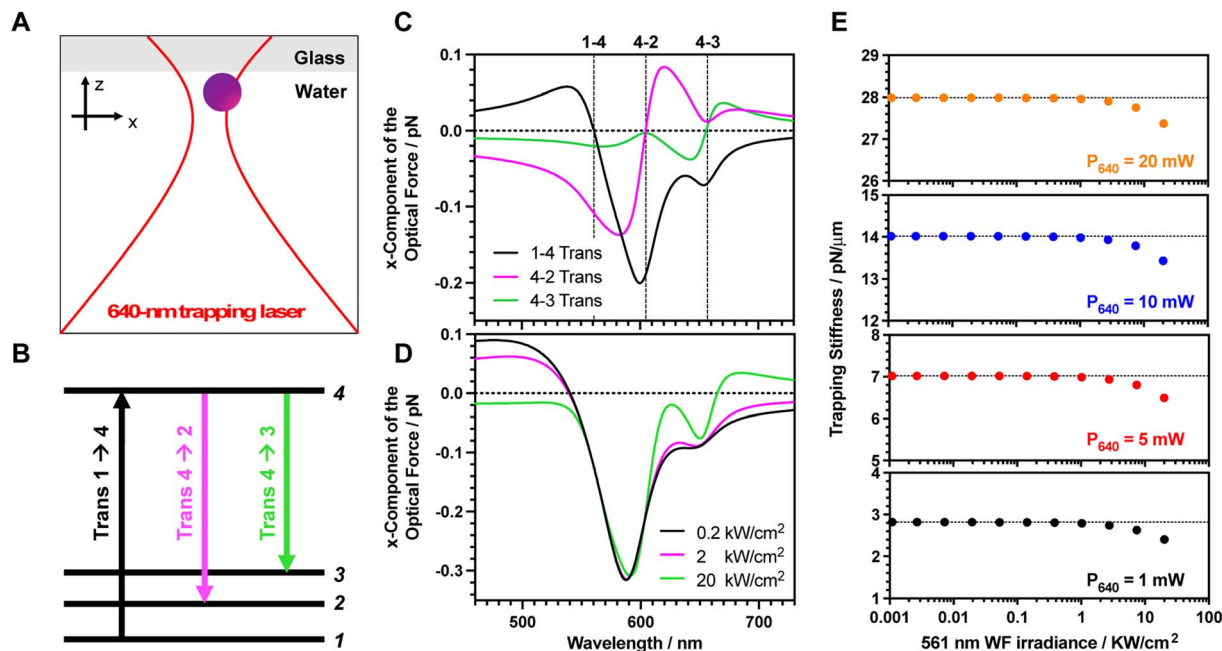 A
Glass
Water
z
x
640-nm trapping laser
B
Trans 1 → 4
Trans 4 → 2
Trans 4 → 3
4
3
2
1
C
1-4
4-2
4-3
0.1
0.0
-0.1
-0.2
x-Component of the
Optical Force / pN
1-4 Trans
4-2 Trans
4-3 Trans
D
0.1
0.0
-0.1
-0.2
-0.3
x-Component of the
Optical Force / pN
0.2 kW/cm²
2 kW/cm²
20 kW/cm²
500
600
700
Wavelength / nm
E
29
28
27
26
P₆₄₀ = 20 mW
15
14
13
12
P₆₄₀ = 10 mW
8
7
6
5
P₆₄₀ = 5 mW
4
3
2
1
P₆₄₀ = 1 mW
Trapping Stiffness / pN/μm
0.001
0.01
0.1
1
10
100
561 nm WF irradiance / KW/cm²